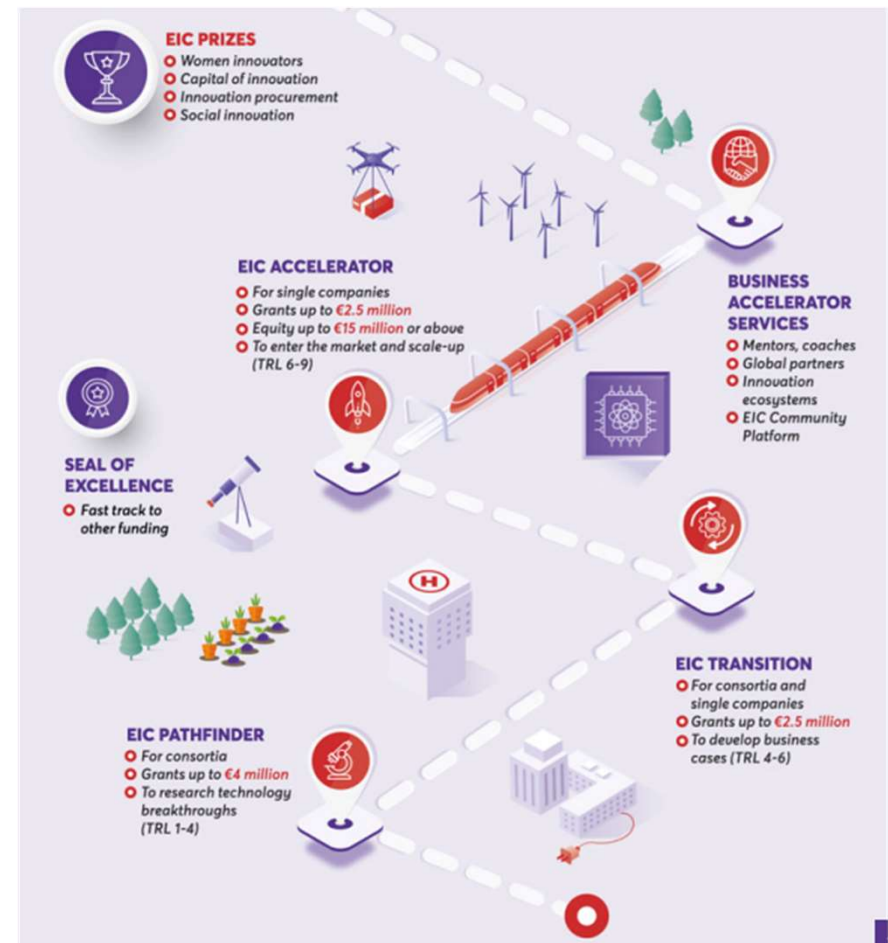 EIC PRIZES
Women innovators
Capital of innovation
Innovation procurement
Social innovation
EIC ACCELERATOR
For single companies
Grants up to €2.5 million
Equity up to €15 million or above
To enter the market and scale-up
(TRL 6-9)
BUSINESS
ACCELERATOR
SERVICES
Mentors, coaches
Global partners
Innovation
ecosystems
EIC Community
Platform
SEAL OF
EXCELLENCE
Fast track to
other funding
H
EIC TRANSITION
For consortia and
single companies
Grants up to €2.5 million
To develop business
cases (TRL 4-6)
EIC PATHFINDER
For consortia
Grants up to €4 million
To research technology
breakthroughs
(TRL 1-4)